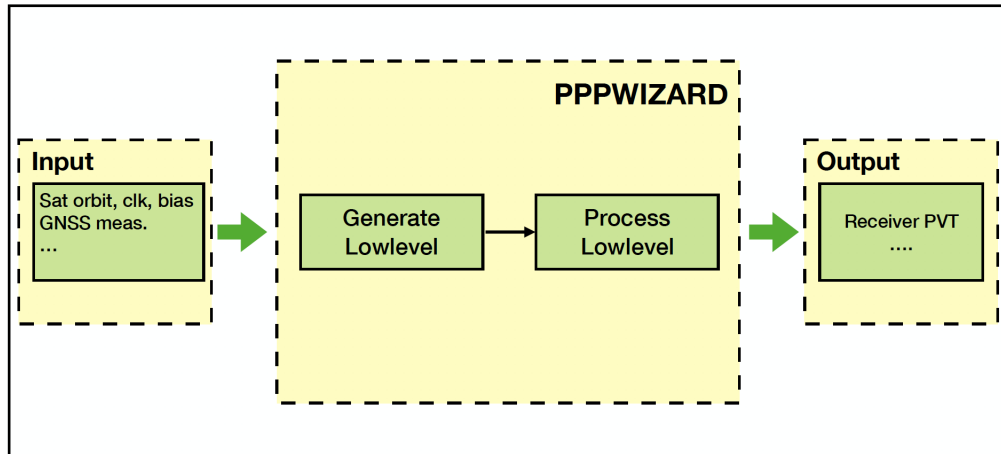 PPPWIZARD
Input
Sat orbit, clk, bias
GNSS meas.
...
Generate
Lowlevel
Process
Lowlevel
Output
Receiver PVT
....